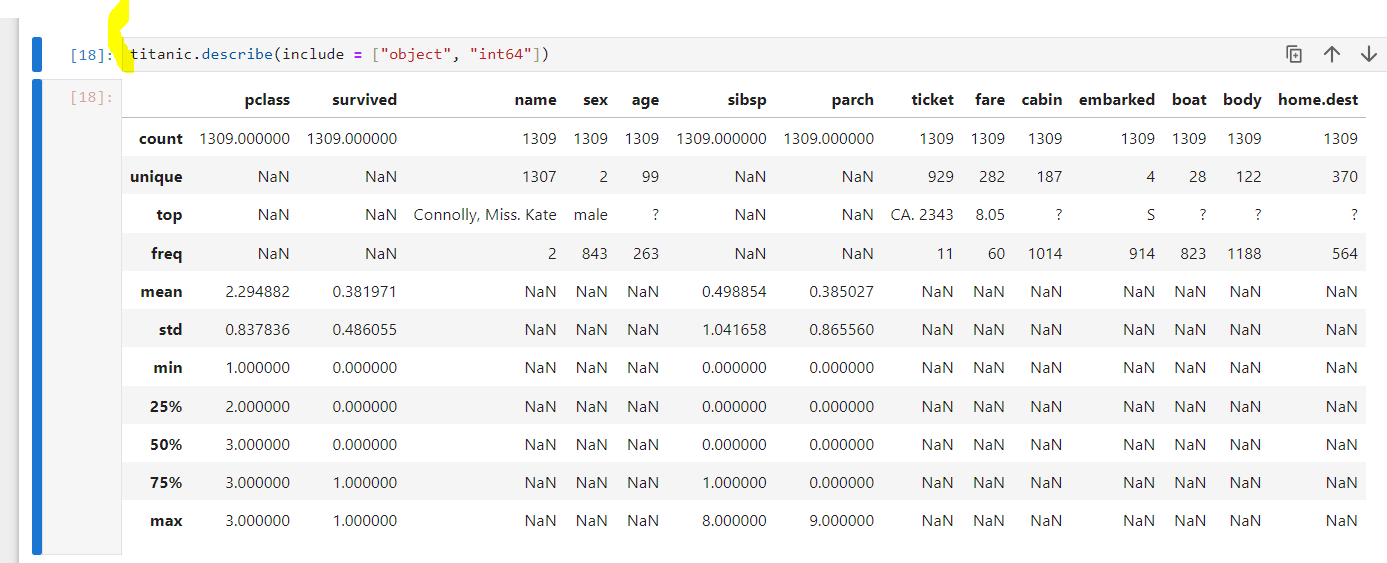 [18]: titanic.describe(include = ["object", "int64"])
[18]:
pclass survived name sex age sibsp parch ticket fare cabin embarked boat body home.dest
count 1309.000000 1309.000000 1309 1309 1309 1309.000000 1309.000000 1309 1309 1309 1309 1309 1309 1309
unique NaN NaN 1307 2 99 NaN NaN 929 282 187 4 28 122 370
top NaN NaN Connolly, Miss. Kate male ? NaN NaN CA. 2343 8.05 ? S ? ? ?
freq NaN NaN 2 843 263 NaN NaN 11 60 1014 914 823 1188 564
mean 2.294882 0.381971 NaN NaN NaN 0.498854 0.385027 NaN NaN NaN NaN NaN NaN NaN
std 0.837836 0.486055 NaN NaN NaN 1.041658 0.865560 NaN NaN NaN NaN NaN NaN NaN
min 1.000000 0.000000 NaN NaN NaN 0.000000 0.000000 NaN NaN NaN NaN NaN NaN NaN
25% 2.000000 0.000000 NaN NaN NaN 0.000000 0.000000 NaN NaN NaN NaN NaN NaN NaN
50% 3.000000 0.000000 NaN NaN NaN 0.000000 0.000000 NaN NaN NaN NaN NaN NaN NaN
75% 3.000000 1.000000 NaN NaN NaN 1.000000 0.000000 NaN NaN NaN NaN NaN NaN NaN
max 3.000000 1.000000 NaN NaN NaN 8.000000 9.000000 NaN NaN NaN NaN NaN NaN NaN